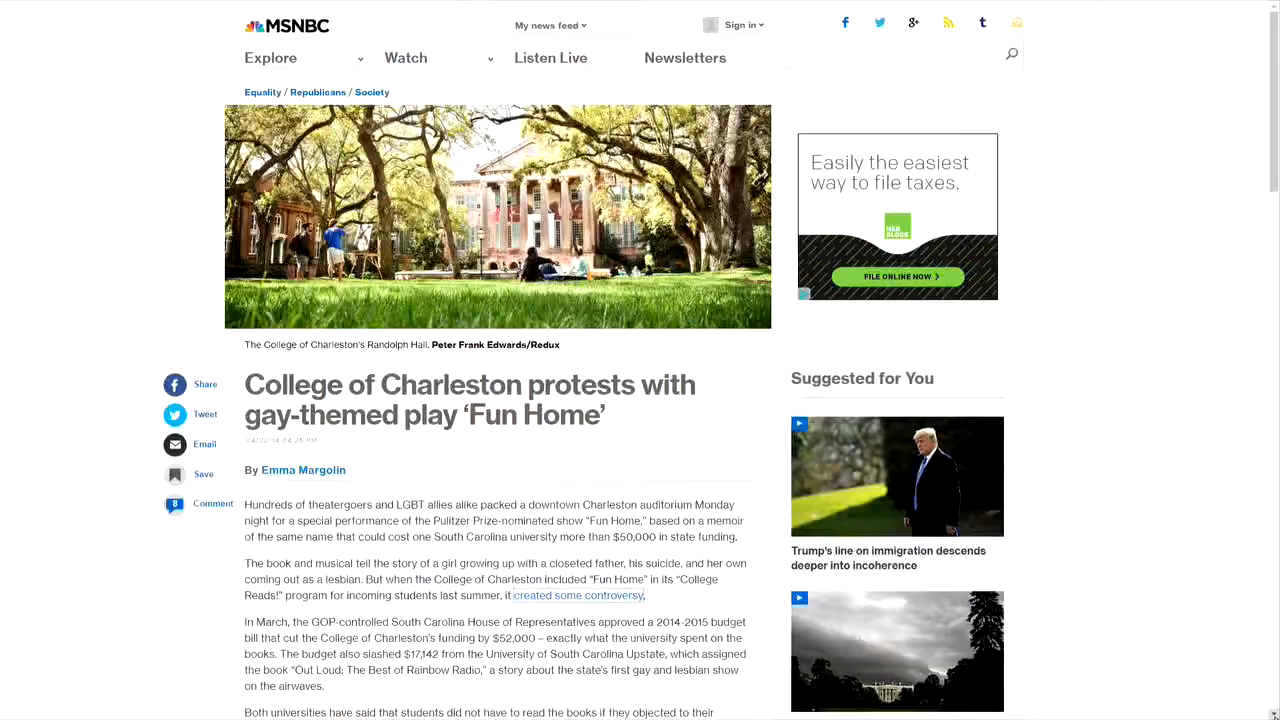 MSNBC
My news feed
Sign in
Explore
Watch
Listen Live
Newsletters
Equality / Republicans / Society
Easily the easiest
way to file taxes.
H&R
BLOCK
FILE ONLINE NOW
The College of Charleston's Randolph Hall. Peter Frank Edwards/Redux
Share
Tweet
Email
Save
8
Comment
College of Charleston protests with
gay-themed play ‘Fun Home’
04/22/14 04:26 PM
By Emma Margolin
Hundreds of theatergoers and LGBT allies alike packed a downtown Charleston auditorium Monday
night for a special performance of the Pulitzer Prize-nominated show “Fun Home,” based on a memoir
of the same name that could cost one South Carolina university more than $50,000 in state funding.
The book and musical tell the story of a girl growing up with a closeted father, his suicide, and her own
coming out as a lesbian. But when the College of Charleston included “Fun Home” in its “College
Reads!” program for incoming students last summer, it created some controversy.
In March, the GOP-controlled South Carolina House of Representatives approved a 2014-2015 budget
bill that cut the College of Charleston’s funding by $52,000 – exactly what the university spent on the
books. The budget also slashed $17,142 from the University of South Carolina Upstate, which assigned
the book “Out Loud: The Best of Rainbow Radio,” a story about the state’s first gay and lesbian show
on the airwaves.
Both universities have said that students did not have to read the books if they objected to their
Suggested for You
Trump's line on immigration descends
deeper into incoherence